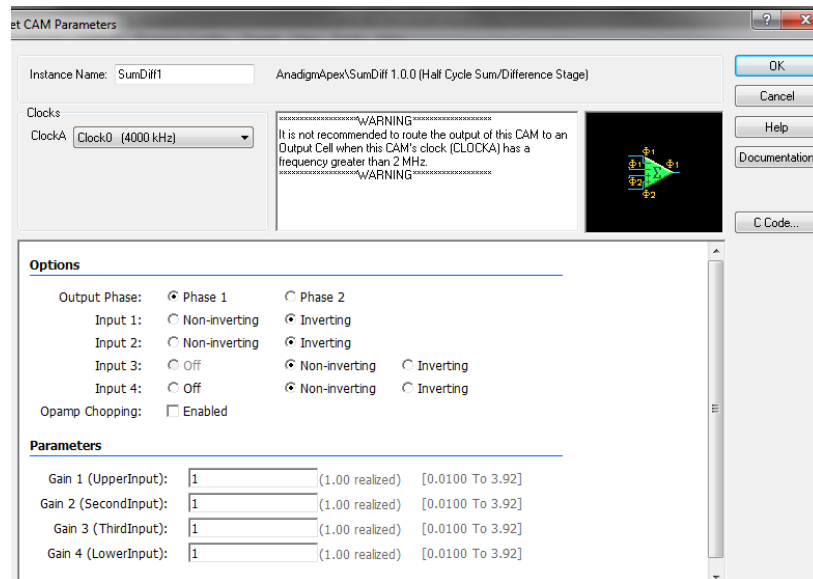 et CAM Parameters
Instance Name: SumDiff1 AnadigmApex\SumDiff 1.0.0 (Half Cycle Sum/Difference Stage)
OK
Cancel
Help
Documentation
C Code...
Clocks
ClockA Clock0 (4000 kHz)
******************WARNING******************
It is not recommended to route the output of this CAM to an
Output Cell when this CAM's clock (CLOCKA) has a
frequency greater than 2 MHz.
******************WARNING******************
Φ1
Φ1 Φ1
Φ2
Φ2
Options
Output Phase: Phase 1 Phase 2
Input 1: Non-inverting Inverting
Input 2: Non-inverting Inverting
Input 3: Off Non-inverting Inverting
Input 4: Off Non-inverting Inverting
Opamp Chopping: Enabled
Parameters
Gain 1 (UpperInput): 1 (1.00 realized) [0.0100 To 3.92]
Gain 2 (SecondInput): 1 (1.00 realized) [0.0100 To 3.92]
Gain 3 (ThirdInput): 1 (1.00 realized) [0.0100 To 3.92]
Gain 4 (LowerInput): 1 (1.00 realized) [0.0100 To 3.92]